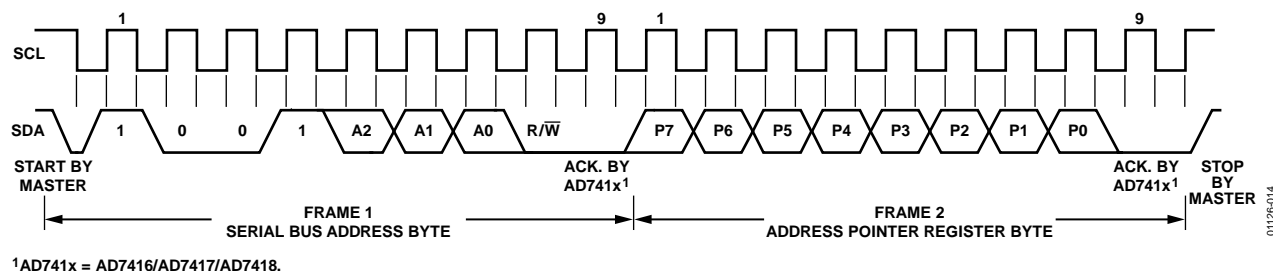 1 9 1 9
SCL
SDA 1 0 0 1 A2 A1 A0 R/W̅ P7 P6 P5 P4 P3 P2 P1 P0
START BY
MASTER
ACK. BY
AD741x¹
ACK. BY
AD741x¹
STOP
BY
MASTER
FRAME 1
SERIAL BUS ADDRESS BYTE
FRAME 2
ADDRESS POINTER REGISTER BYTE
01126-014
¹AD741x = AD7416/AD7417/AD7418.